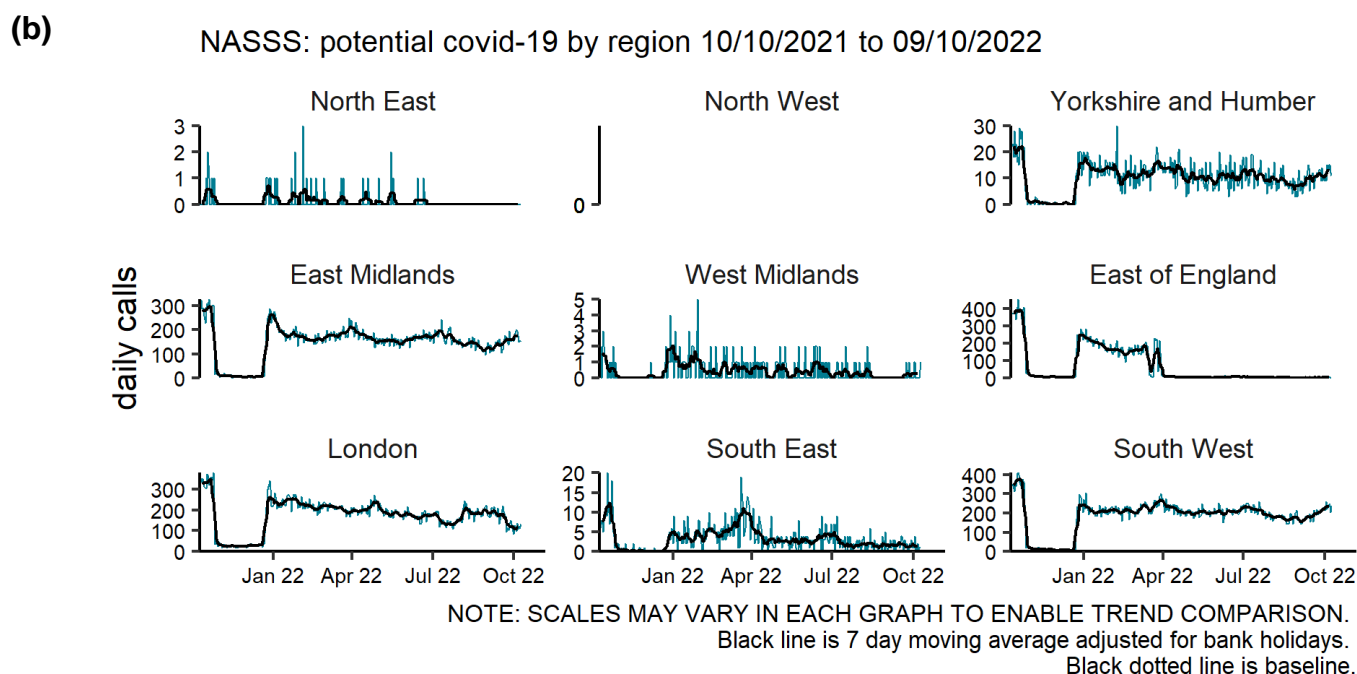 (b)
NASSS: potential covid-19 by region 10/10/2021 to 09/10/2022
daily calls
North East
3
2
1
0
North West
0
Yorkshire and Humber
30
20
10
0
East Midlands
300
200
100
0
West Midlands
5
4
3
2
1
0
East of England
400
300
200
100
0
London
300
200
100
0
Jan 22 Apr 22 Jul 22 Oct 22
South East
20
15
10
5
0
Jan 22 Apr 22 Jul 22 Oct 22
South West
400
300
200
100
0
Jan 22 Apr 22 Jul 22 Oct 22
NOTE: SCALES MAY VARY IN EACH GRAPH TO ENABLE TREND COMPARISON.
Black line is 7 day moving average adjusted for bank holidays.
Black dotted line is baseline.